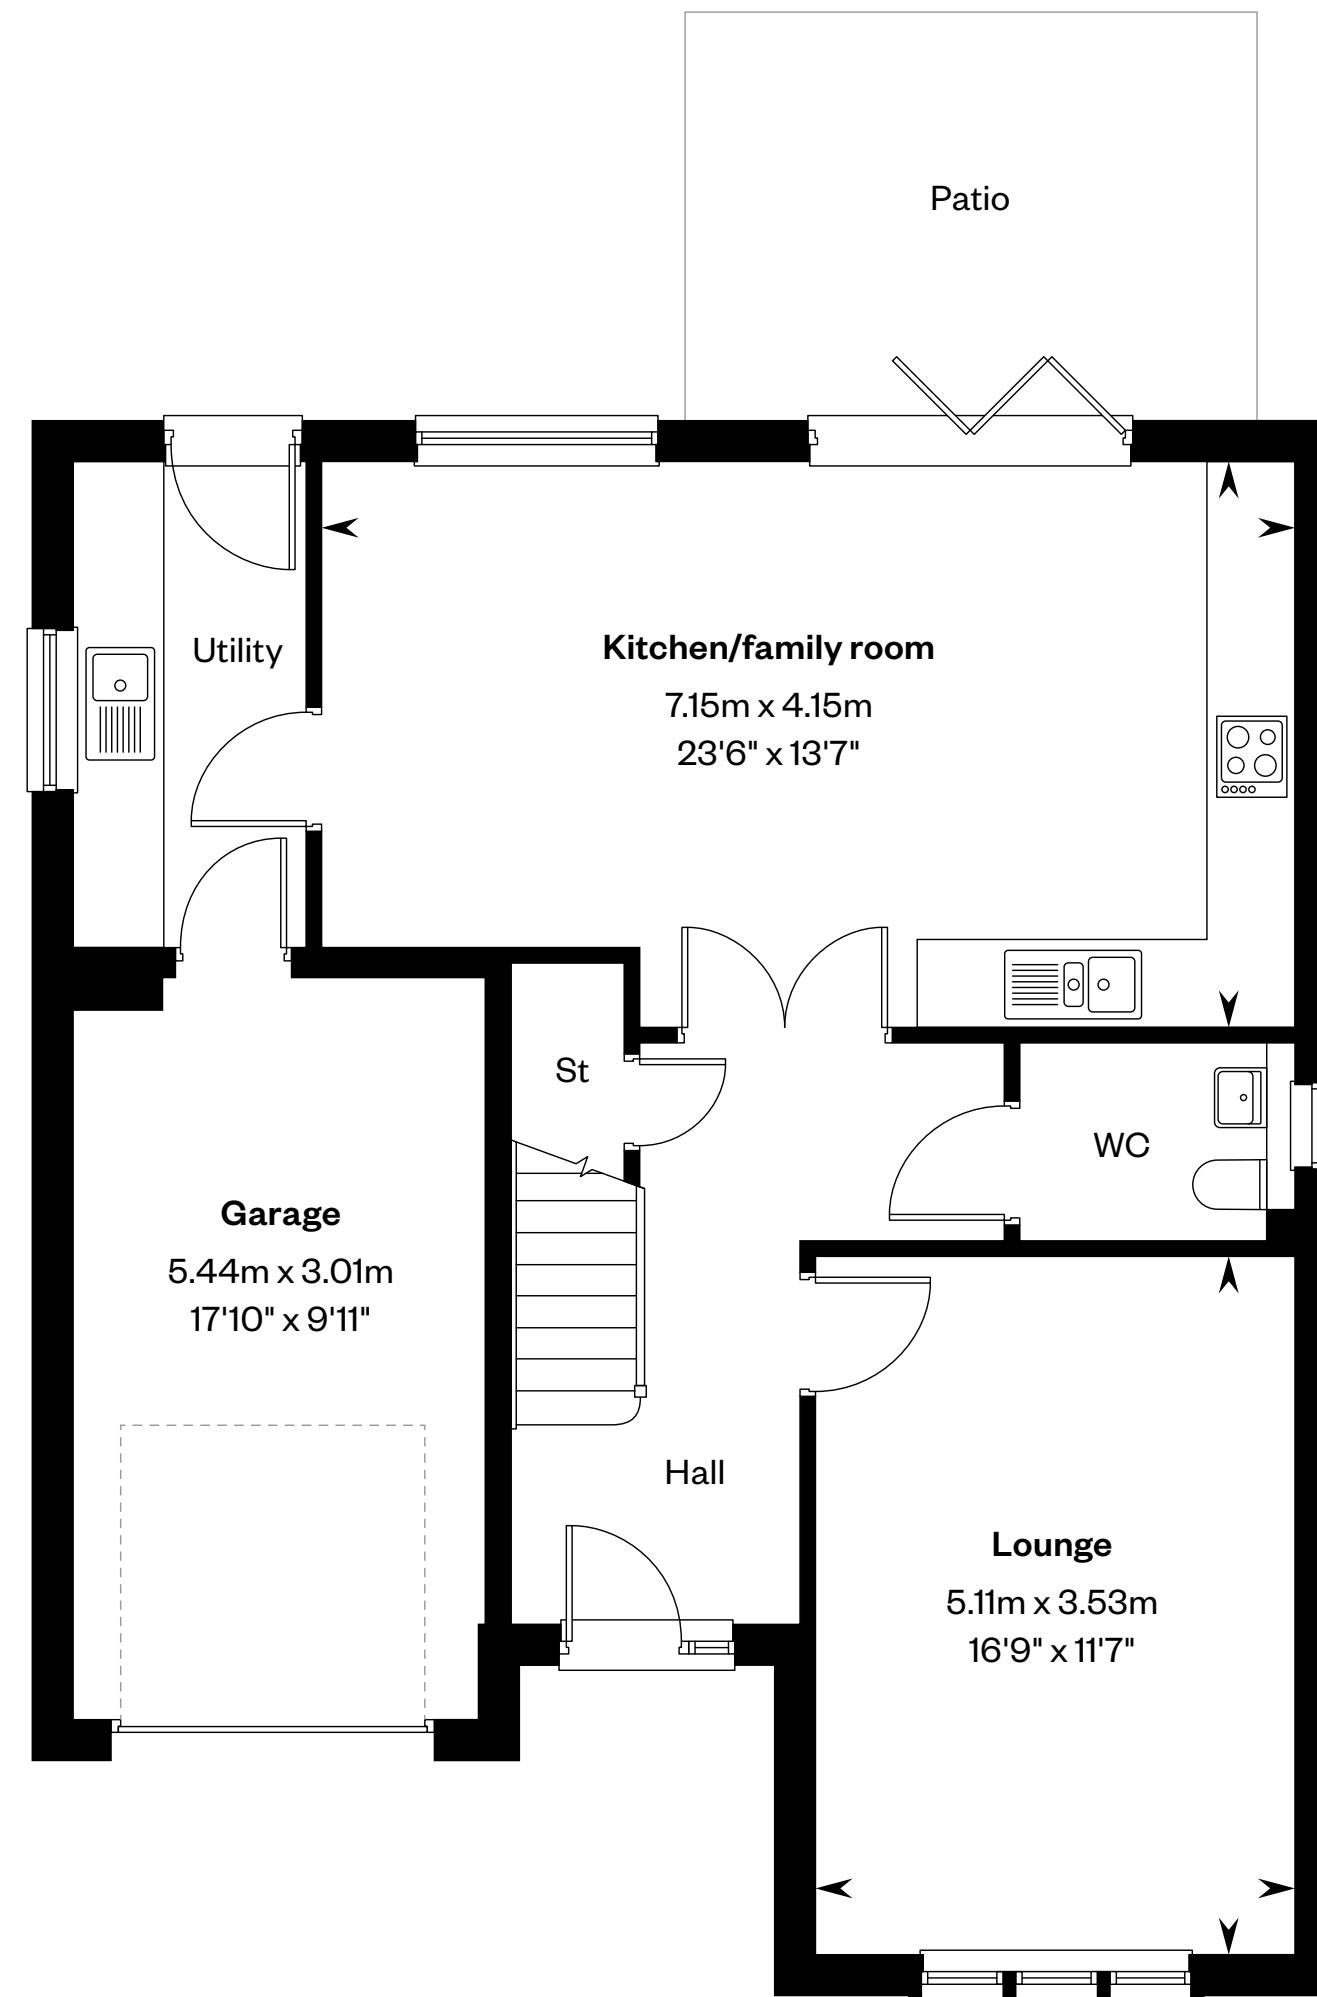 Patio
Utility
Kitchen/family room
7.15m x 4.15m
23'6" x 13'7"
St
WC
Garage
5.44m x 3.01m
17'10" x 9'11"
Hall
Lounge
5.11m x 3.53m
16'9" x 11'7"